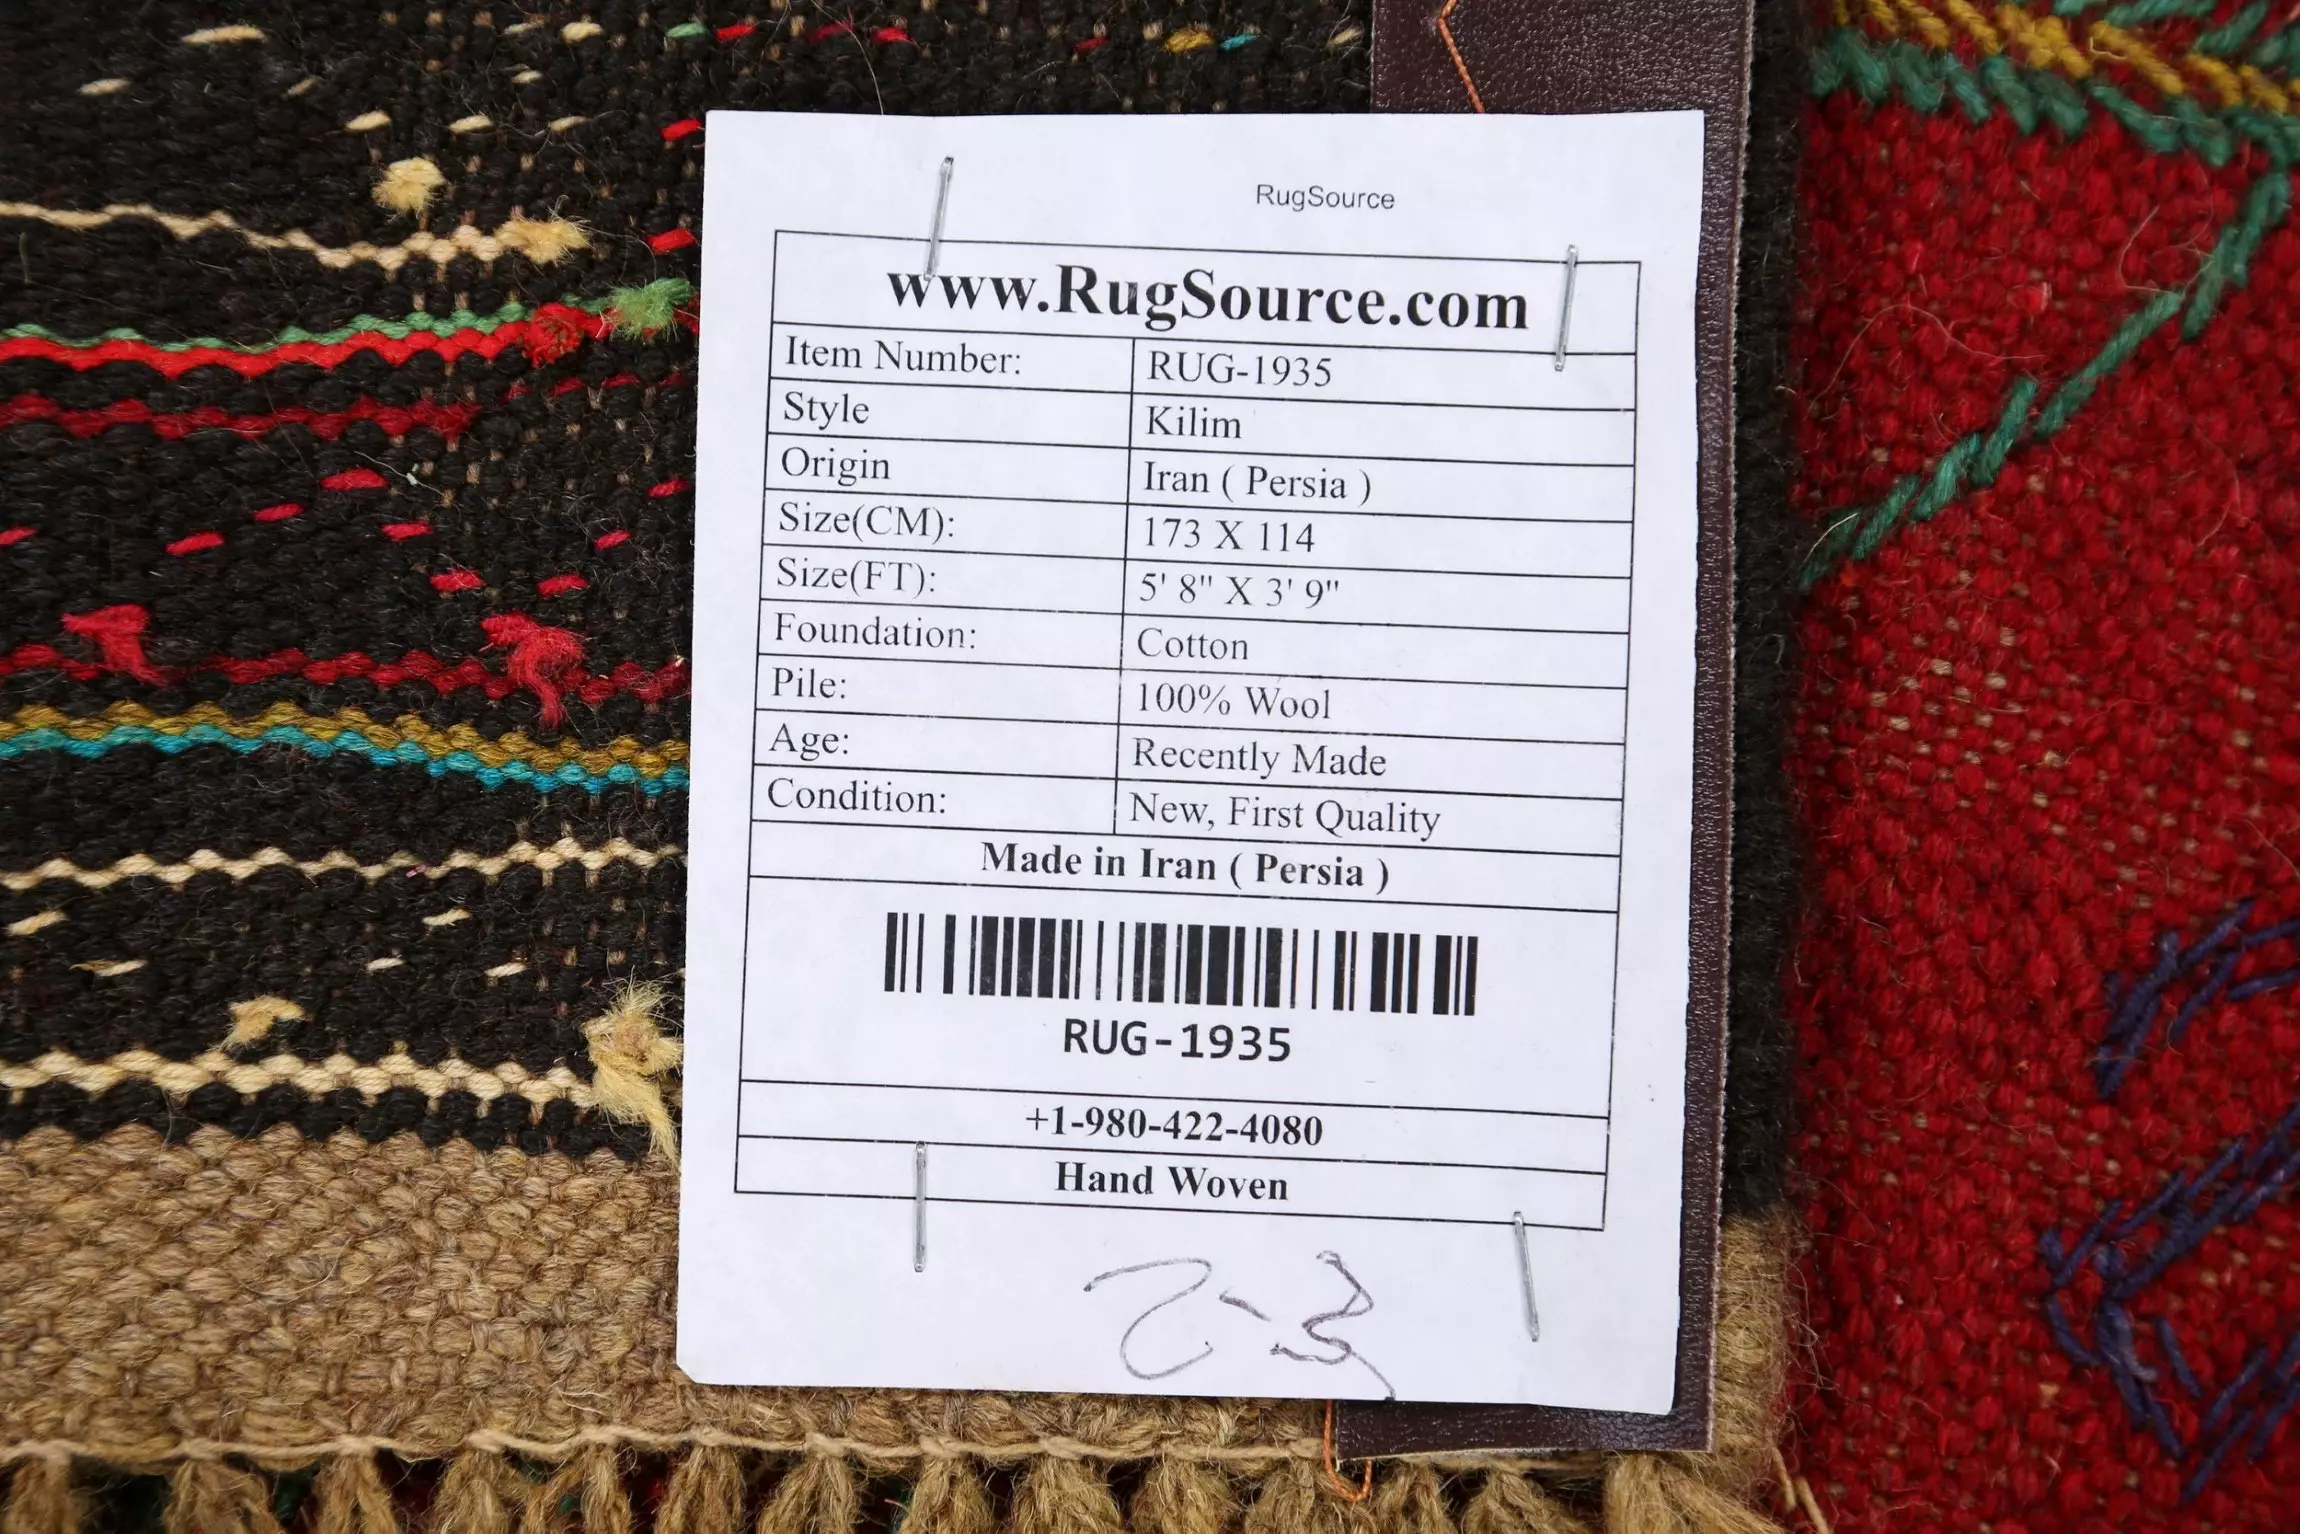 RugSource
www.RugSource.com
Item Number: RUG-1935
Style Kilim
Origin Iran ( Persia )
Size(CM): 173 X 114
Size(FT): 5' 8" X 3' 9"
Foundation: Cotton
Pile: 100% Wool
Age: Recently Made
Condition: New, First Quality
Made in Iran ( Persia )
RUG-1935
+1-980-422-4080
Hand Woven